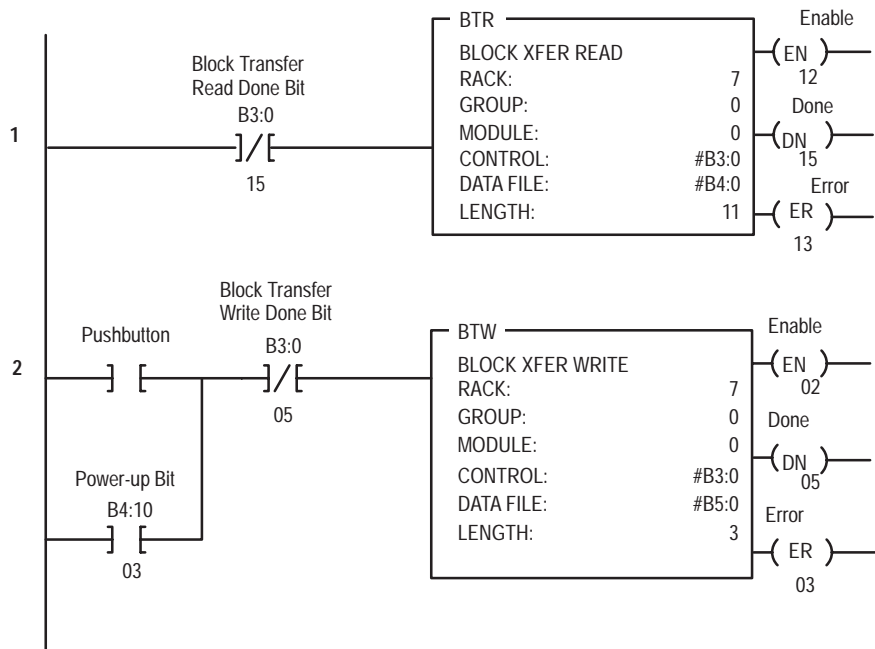 1
Block Transfer
Read Done Bit
B3:0
15
BTR
BLOCK XFER READ
RACK: 7
GROUP: 0
MODULE: 0
CONTROL: #B3:0
DATA FILE: #B4:0
LENGTH: 11
Enable
EN
12
Done
DN
15
Error
ER
13
2
Pushbutton
Block Transfer
Write Done Bit
B3:0
05
Power-up Bit
B4:10
03
BTW
BLOCK XFER WRITE
RACK: 7
GROUP: 0
MODULE: 0
CONTROL: #B3:0
DATA FILE: #B5:0
LENGTH: 3
Enable
EN
02
Done
DN
05
Error
ER
03